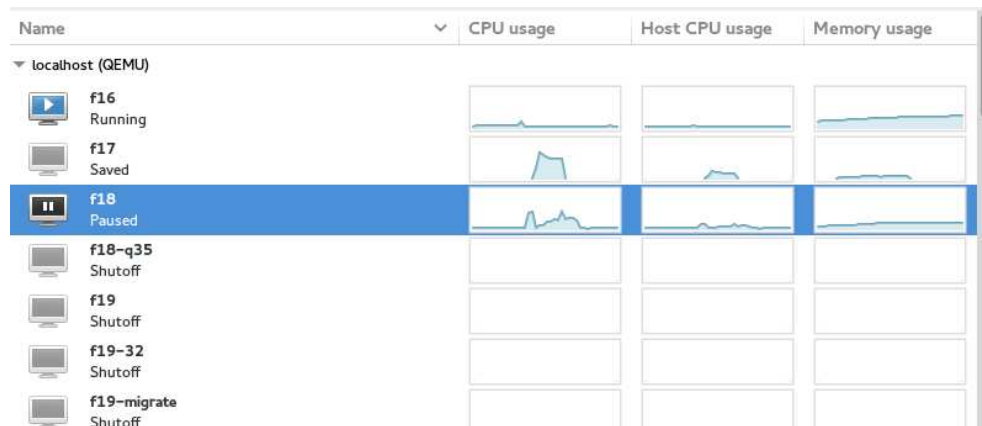 Name CPU usage Host CPU usage Memory usage
localhost (QEMU)
f16
Running
f17
Saved
f18
Paused
f18-q35
Shutoff
f19
Shutoff
f19-32
Shutoff
f19-migrate
Shutoff